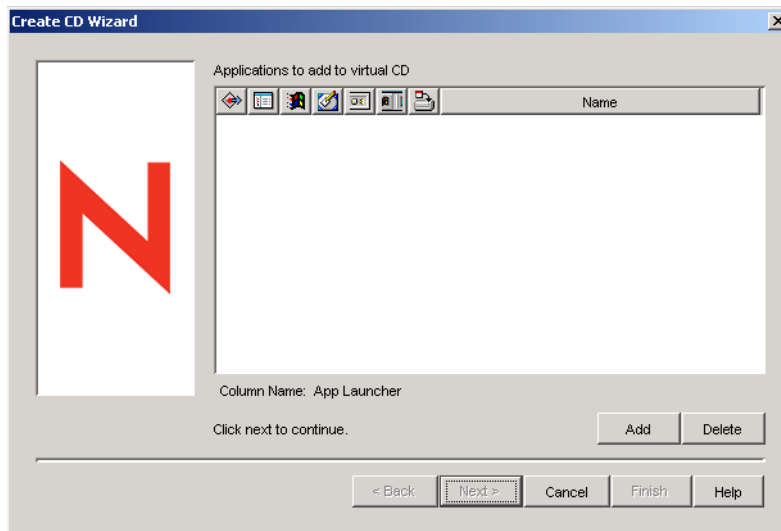 Create CD Wizard
Applications to add to virtual CD
Name
N
Column Name: App Launcher
Click next to continue.
Add
Delete
< Back
Next >
Cancel
Finish
Help